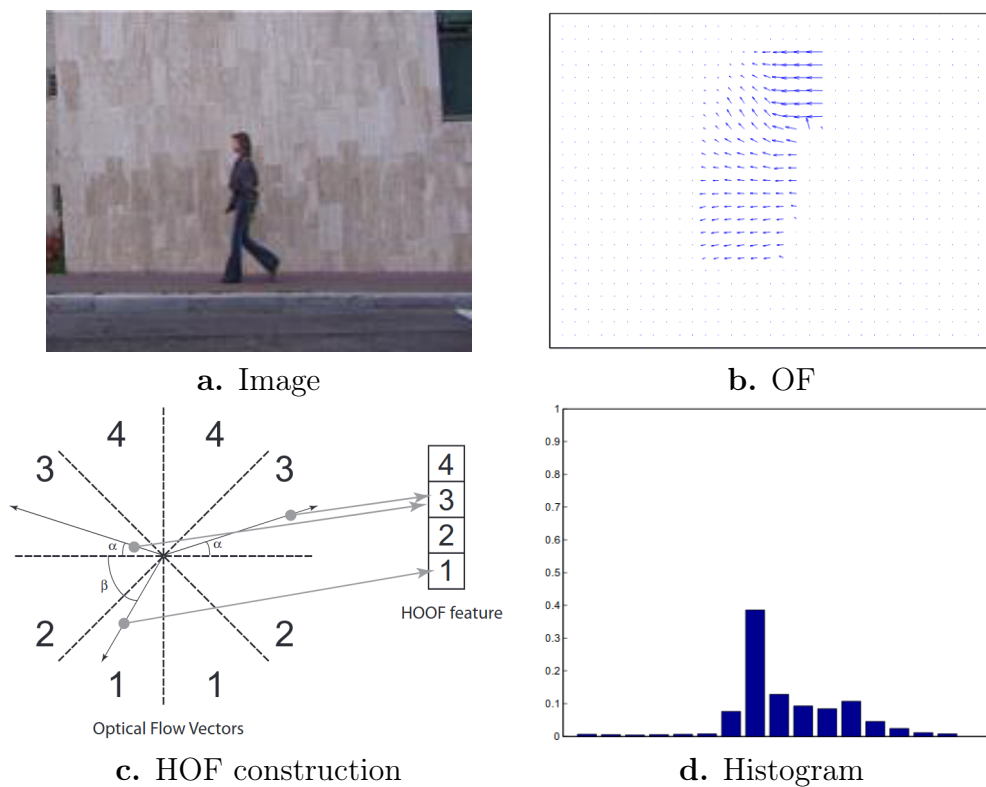 a. Image
b. OF
4 4
3 3
α α
β
2 2
1 1
Optical Flow Vectors
4
3
2
1
HOOF feature
c. HOF construction
1
0.9
0.8
0.7
0.6
0.5
0.4
0.3
0.2
0.1
0
d. Histogram